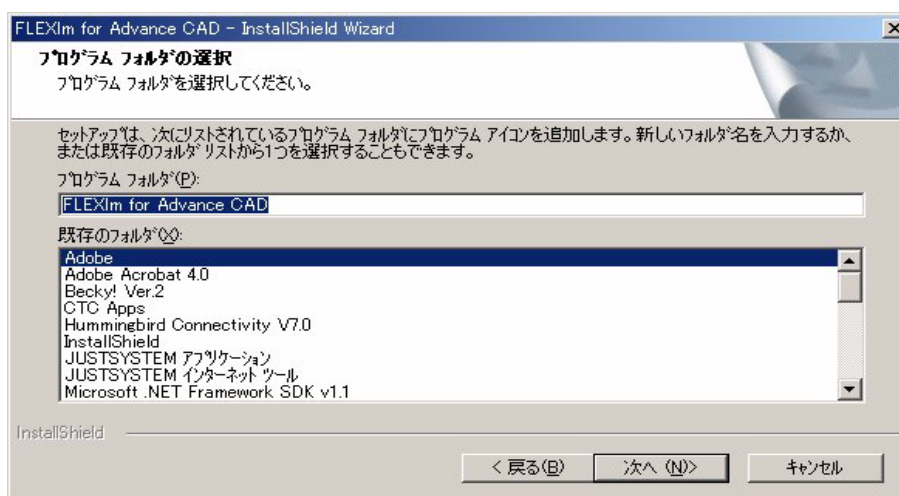 FLEXlm for Advance CAD - InstallShield Wizard
プログラム フォルダの選択
プログラム フォルダを選択してください。
セットアップは、次にリストされているプログラム フォルダにプログラム アイコンを追加します。新しいフォルダ名を入力するか、
または既存のフォルダ リストから1つを選択することもできます。
プログラム フォルダ(P):
FLEXlm for Advance CAD
既存のフォルダ(X):
Adobe
Adobe Acrobat 4.0
Becky! Ver.2
CTC Apps
Hummingbird Connectivity V7.0
InstallShield
JUSTSYSTEM アプリケーション
JUSTSYSTEM インターネット ツール
Microsoft .NET Framework SDK v1.1
InstallShield
< 戻る(B) 次へ (N)> キャンセル